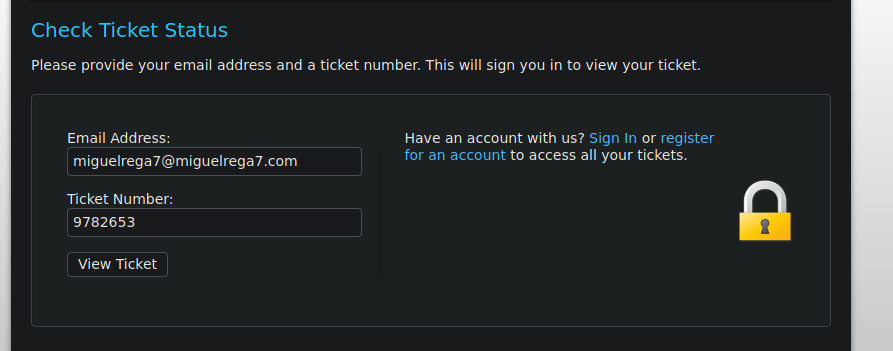 Check Ticket Status
Please provide your email address and a ticket number. This will sign you in to view your ticket.
Email Address:
miguelrega7@miguelrega7.com
Ticket Number:
9782653
View Ticket
Have an account with us? Sign In or register
for an account to access all your tickets.